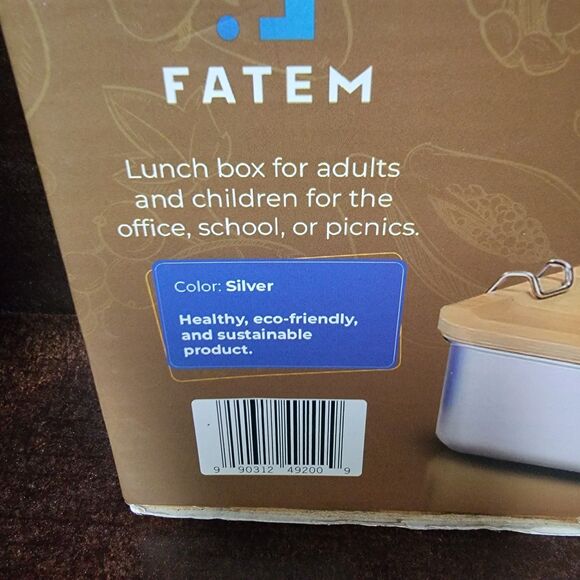 FATEM
Lunch box for adults
and children for the
office, school, or picnics.
Color: Silver
Healthy, eco-friendly,
and sustainable
product.
9 90312 49200 9